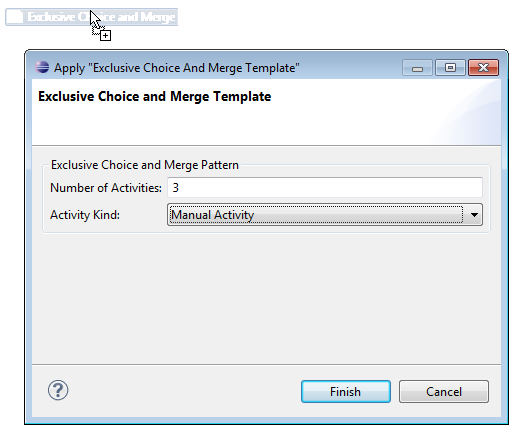 Exclusive Choice and Merge
Apply "Exclusive Choice And Merge Template"
Exclusive Choice and Merge Template
Exclusive Choice and Merge Pattern
Number of Activities: 3
Activity Kind: Manual Activity
Finish Cancel